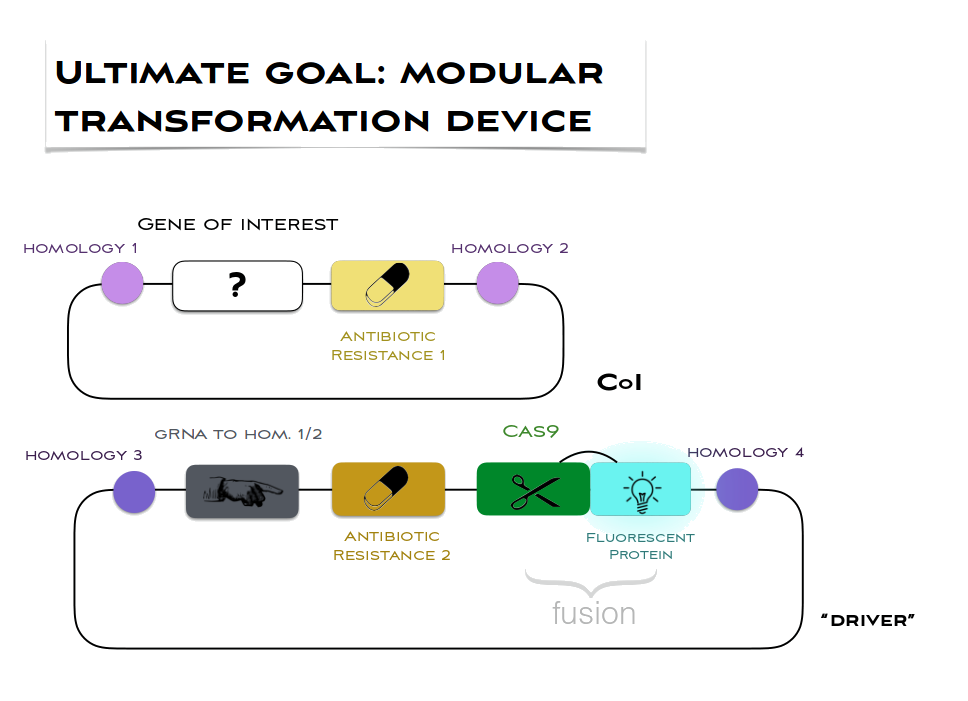 Ultimate goal: modular
transformation device
Gene of interest
homology 1
homology 2
?
Antibiotic
Resistance 1
CoI
gRNA to hom. 1/2
Cas9
homology 3
homology 4
Antibiotic
Resistance 2
Fluorescent
Protein
fusion
“driver”